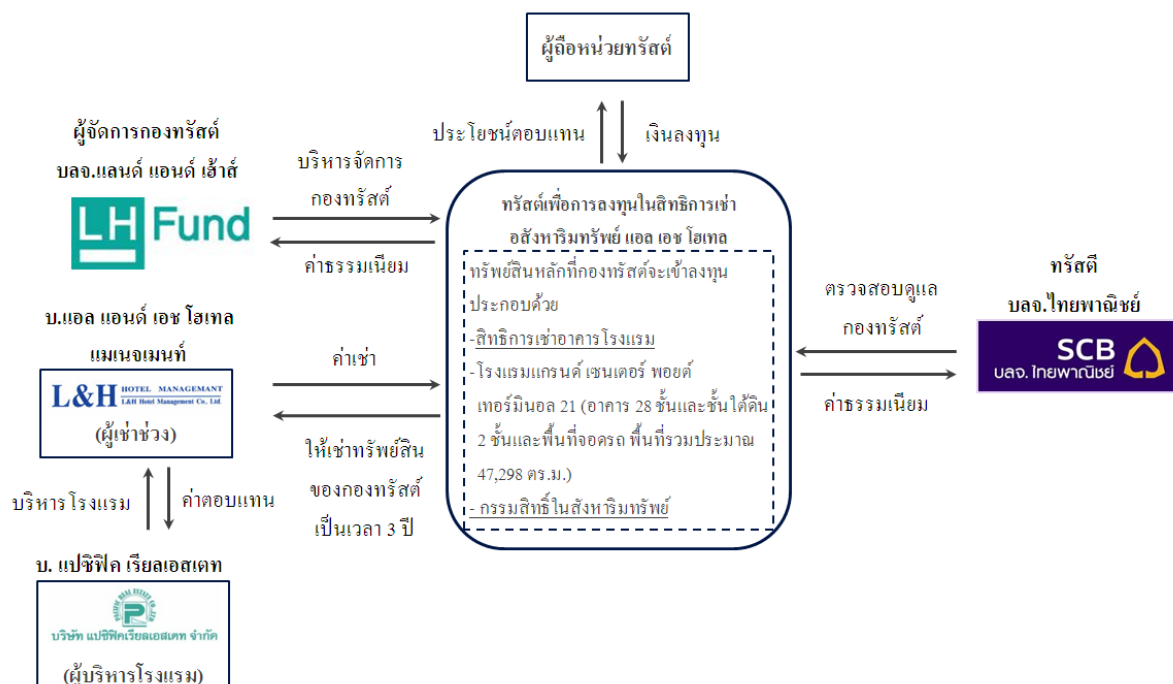 ผู้ถือหน่วยทรัสต์
ประโยชน์ตอบแทน
เงินลงทุน
ผู้จัดการกองทรัสต์
บลจ.แลนด์ แอนด์ เฮ้าส์
LH Fund
บริหารจัดการ
กองทรัสต์
ค่าธรรมเนียม
ทรัสต์เพื่อการลงทุนในสิทธิการเช่า
อสังหาริมทรัพย์ แอล เอช โฮเทล
ทรัพย์สินหลักที่กองทรัสต์จะเข้าลงทุน
ประกอบด้วย
-สิทธิการเช่าอาคารโรงแรม
-โรงแรมแกรนด์ เซนเตอร์ พอยต์
เทอร์มินอล 21 (อาคาร 28 ชั้นและชั้นใต้ดิน
2 ชั้นและพื้นที่จอดรถ พื้นที่รวมประมาณ
47,298 ตร.ม.)
- กรรมสิทธิ์ในสังหาริมทรัพย์
ตรวจสอบดูแล
กองทรัสต์
ค่าธรรมเนียม
ทรัสตี
บลจ.ไทยพาณิชย์
SCB
บลจ. ไทยพาณิชย์
บ.แอล แอนด์ เอช โฮเทล
แมเนจเมนท์
L&H HOTEL MANAGEMANT
L&H Hotel Management Co., Ltd.
(ผู้เช่าช่วง)
ค่าเช่า
ให้เช่าทรัพย์สิน
ของกองทรัสต์
เป็นเวลา 3 ปี
บริหารโรงแรม
ค่าตอบแทน
บ. แปซิฟิค เรียลเอสเตท
PACIFIC REAL ESTATE CO.,LTD
บริษัท แปซิฟิคเรียลเอสเตท จำกัด
(ผู้บริหารโรงแรม)